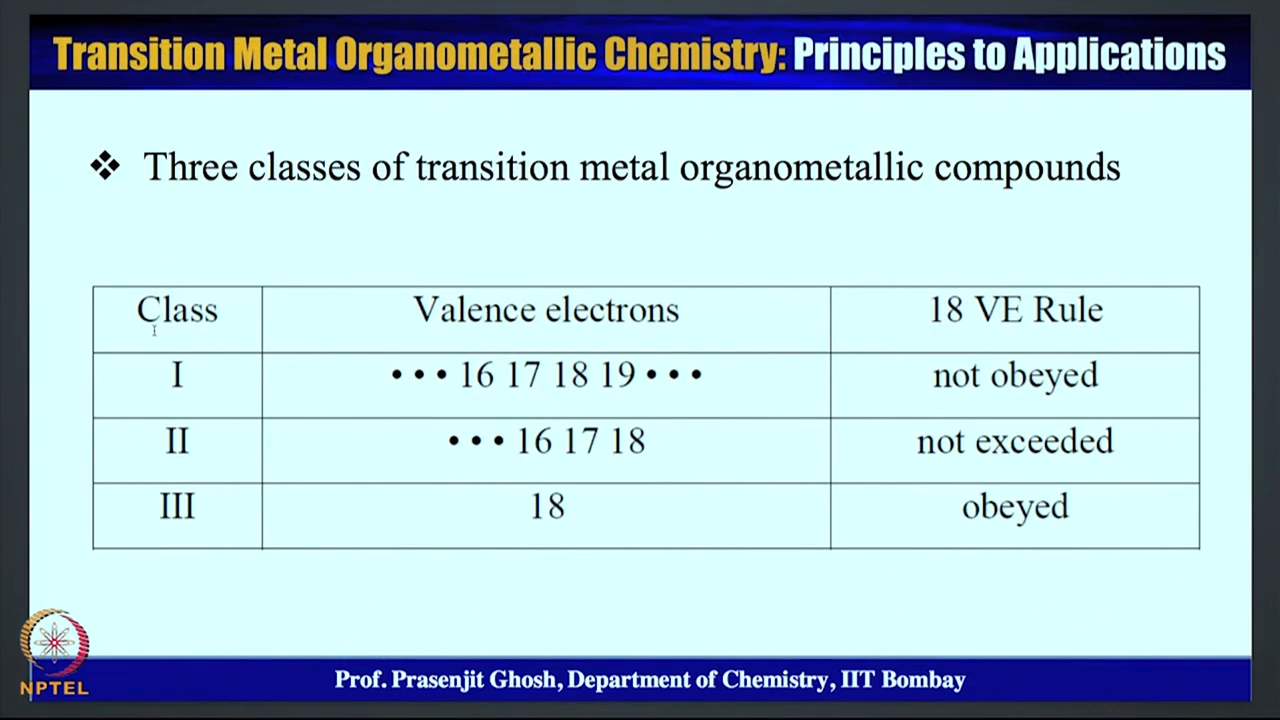 Transition Metal Organometallic Chemistry: Principles to Applications
❖ Three classes of transition metal organometallic compounds
Class Valence electrons 18 VE Rule
I • • • 16 17 18 19 • • • not obeyed
II • • • 16 17 18 not exceeded
III 18 obeyed
NPTEL
Prof. Prasenjit Ghosh, Department of Chemistry, IIT Bombay